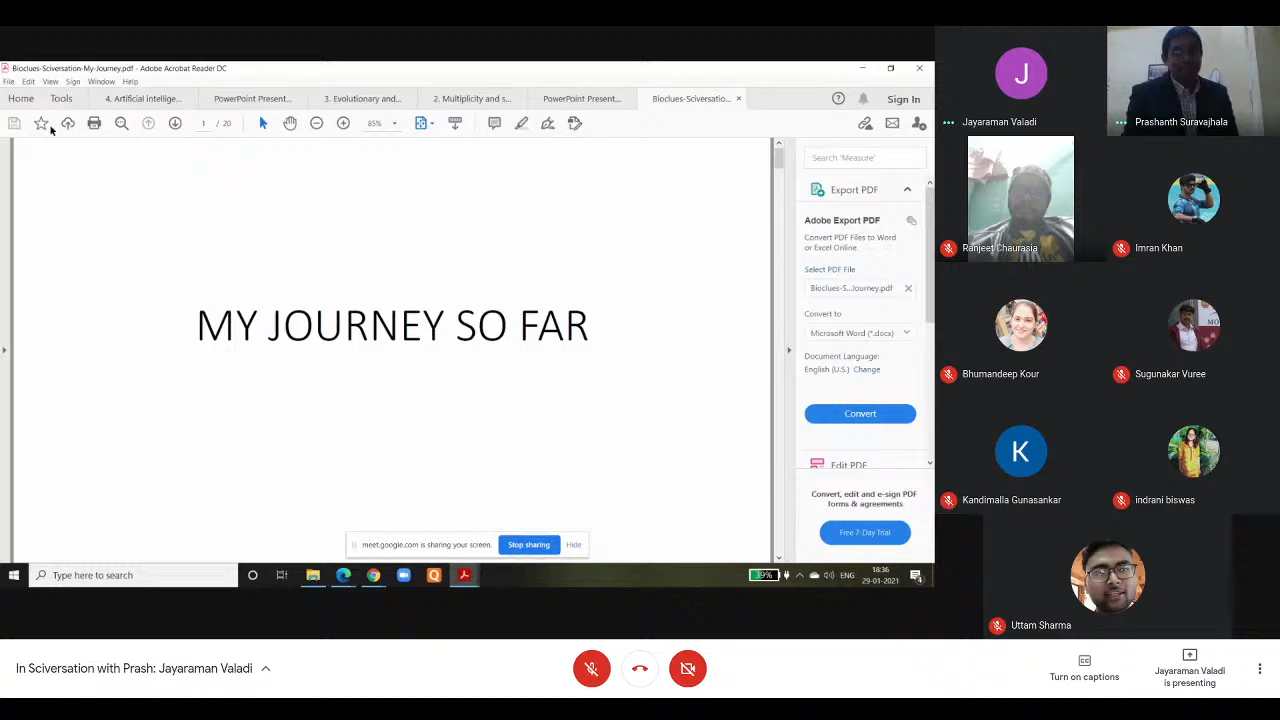 Bioclues-Sciversation-My-Journey.pdf - Adobe Acrobat Reader DC
File Edit View Sign Window Help
Home Tools 4. Artificial intellige... PowerPoint Present... 3. Evolutionary and... 2. Multiplicity and s... PowerPoint Present... Bioclues-Sciversatio... × Sign In
1 / 20 85%
MY JOURNEY SO FAR
Search 'Measure'
Export PDF
Adobe Export PDF
Convert PDF Files to Word
or Excel Online
Select PDF File
Bioclues-S...Journey.pdf ×
Convert to
Microsoft Word (*.docx)
Document Language:
English (U.S.) Change
Convert
Edit PDF
Convert, edit and e-sign PDF
forms & agreements
Free 7-Day Trial
meet.google.com is sharing your screen. Stop sharing Hide
Type here to search
39% ENG 18:36
29-01-2021
4
J
Jayaraman Valadi
Prashanth Suravajhala
Ranjeet Chaurasia
Imran Khan
Bhumandeep Kour
Sugunakar Vuree
K
Kandimalla Gunasankar
indrani biswas
Uttam Sharma
In Sciversation with Prash: Jayaraman Valadi
CC
Turn on captions
Jayaraman Valadi
is presenting